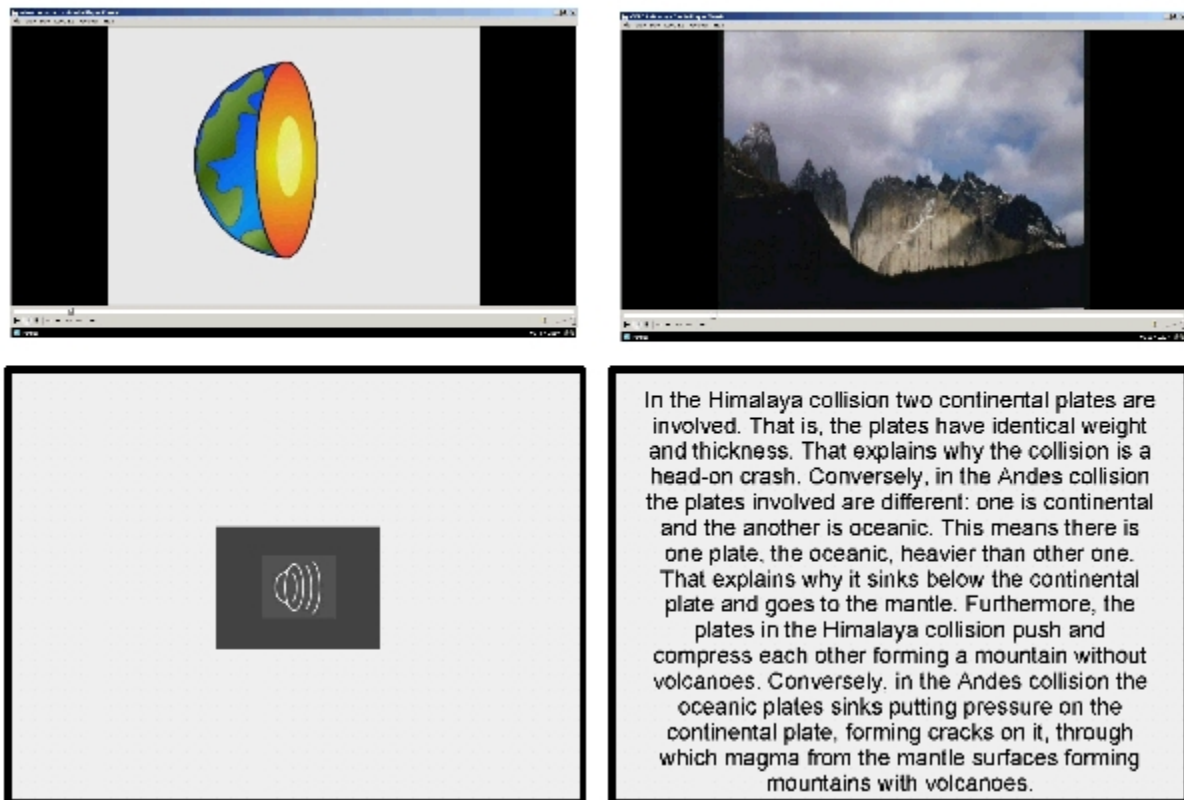 In the Himalaya collision two continental plates are
involved. That is, the plates have identical weight
and thickness. That explains why the collision is a
head-on crash. Conversely, in the Andes collision
the plates involved are different: one is continental
and the another is oceanic. This means there is
one plate, the oceanic, heavier than other one.
That explains why it sinks below the continental
plate and goes to the mantle. Furthermore, the
plates in the Himalaya collision push and
compress each other forming a mountain without
volcanoes. Conversely, in the Andes collision the
oceanic plates sinks putting pressure on the
continental plate, forming cracks on it, through
which magma from the mantle surfaces forming
mountains with volcanoes.